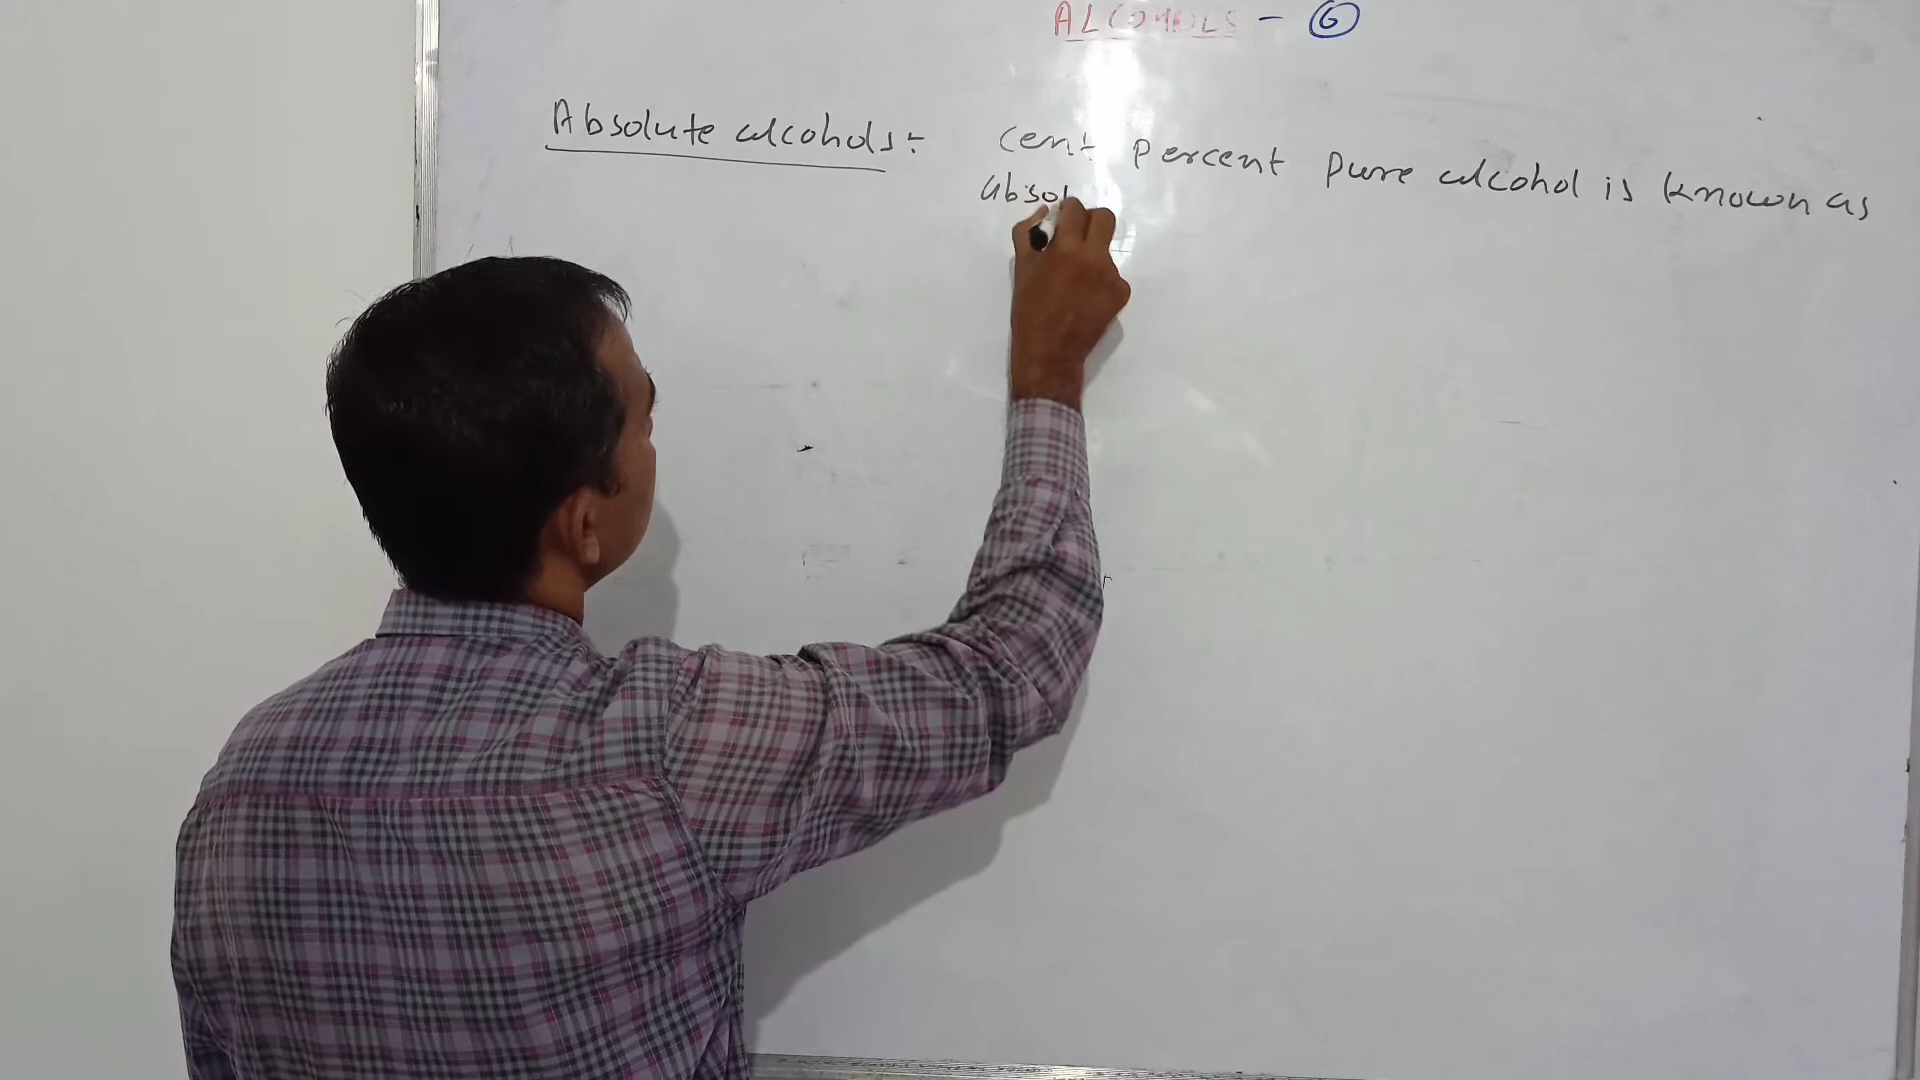 ALCOHOLS - 6
Absolute alcohols: cent percent pure alcohol is known as
absol